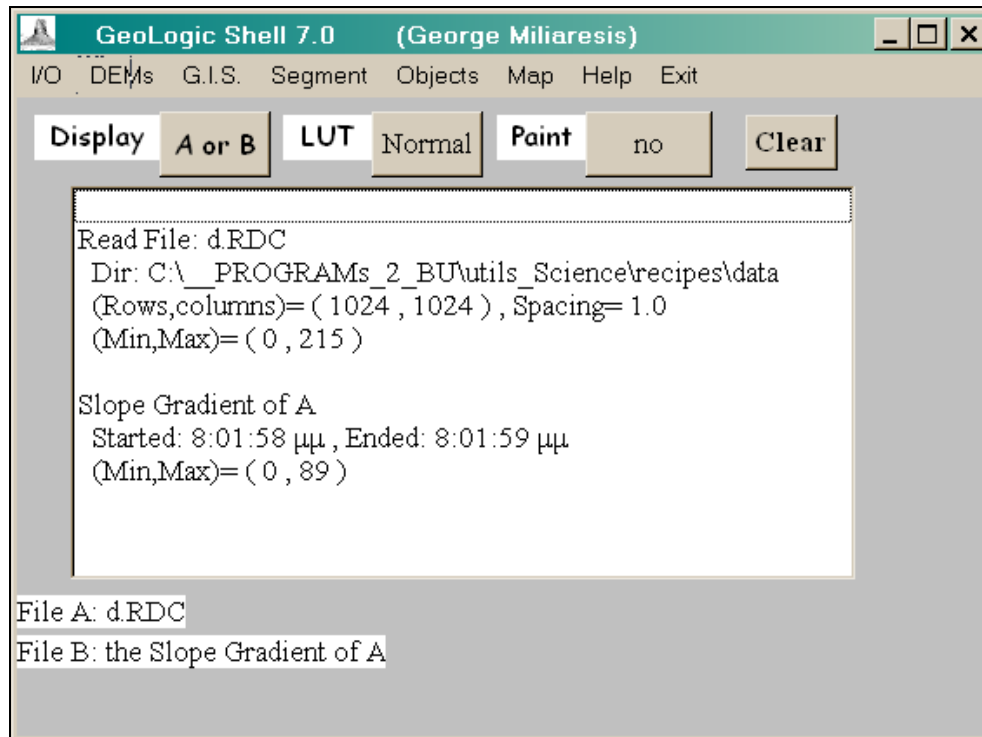 GeoLogic Shell 7.0 (George Miliaresis)
I/O DEMs G.I.S. Segment Objects Map Help Exit
Display A or B LUT Normal Paint no Clear
Read File: d.RDC
Dir: C:\__PROGRAMs_2_BU\utils_Science\recipes\data
(Rows,columns)= ( 1024 , 1024 ) , Spacing= 1.0
(Min,Max)= ( 0 , 215 )
Slope Gradient of A
Started: 8:01:58 μμ , Ended: 8:01:59 μμ
(Min,Max)= ( 0 , 89 )
File A: d.RDC
File B: the Slope Gradient of A